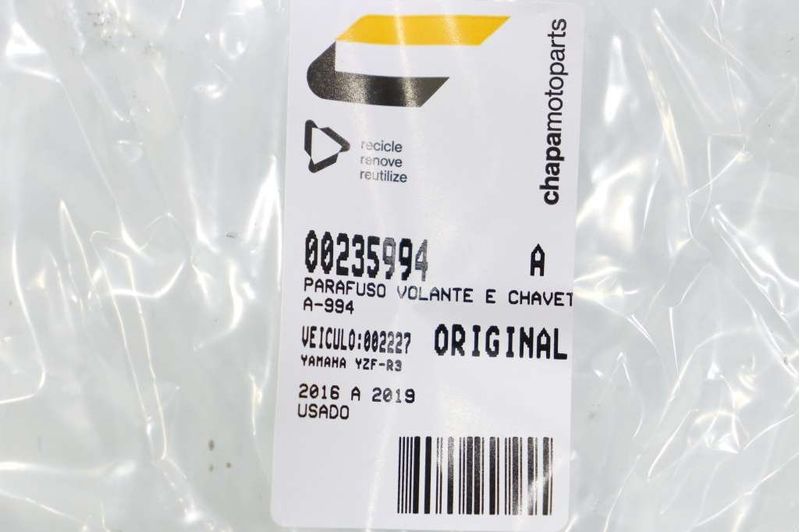 chapamotoparts
recicle
renove
reutilize
00235994 A
PARAFUSO VOLANTE E CHAVET
A-994
VEICULO:002227 ORIGINAL
YAMAHA YZF-R3
2016 A 2019
USADO